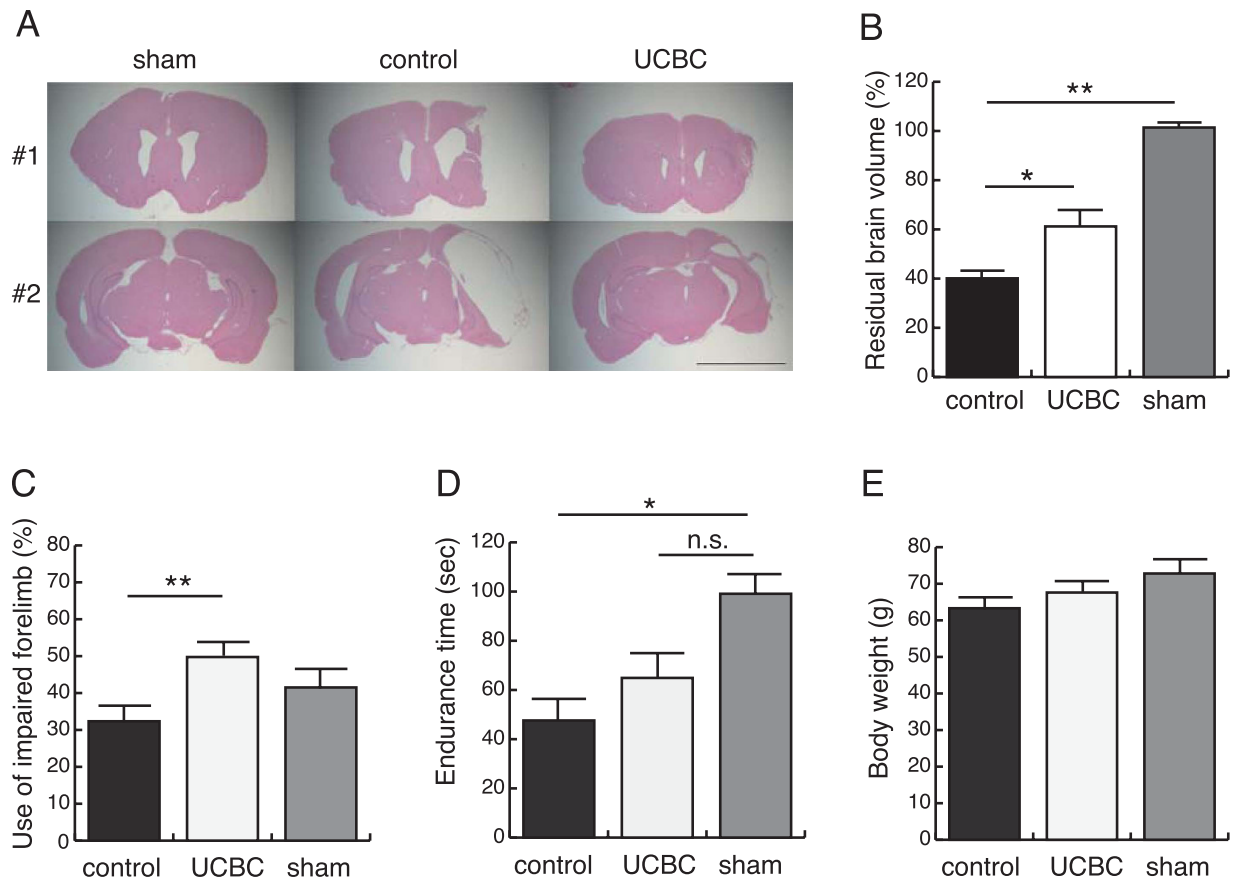 A
sham control UCBC
#1
#2
B
Residual brain volume (%)
120
100
80
60
40
20
0
**
*
control UCBC sham
C
Use of impaired forelimb (%)
80
70
60
50
40
30
20
10
0
**
control UCBC sham
D
Endurance time (sec)
120
100
80
60
40
20
0
*
n.s.
control UCBC sham
E
Body weight (g)
80
70
60
50
40
30
20
10
0
control UCBC sham